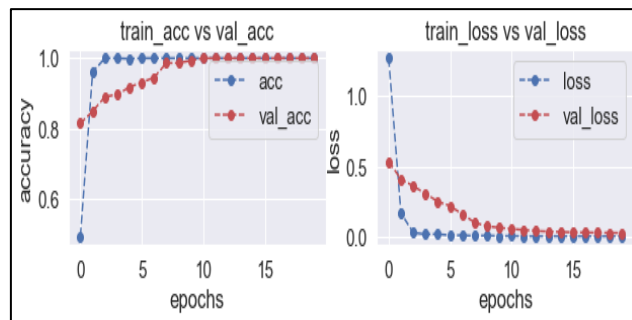 train_acc vs val_acc
1.0
0.8
0.6
accuracy
acc
val_acc
0
5
10
15
epochs
train_loss vs val_loss
1.0
0.5
0.0
loss
loss
val_loss
0
5
10
15
epochs